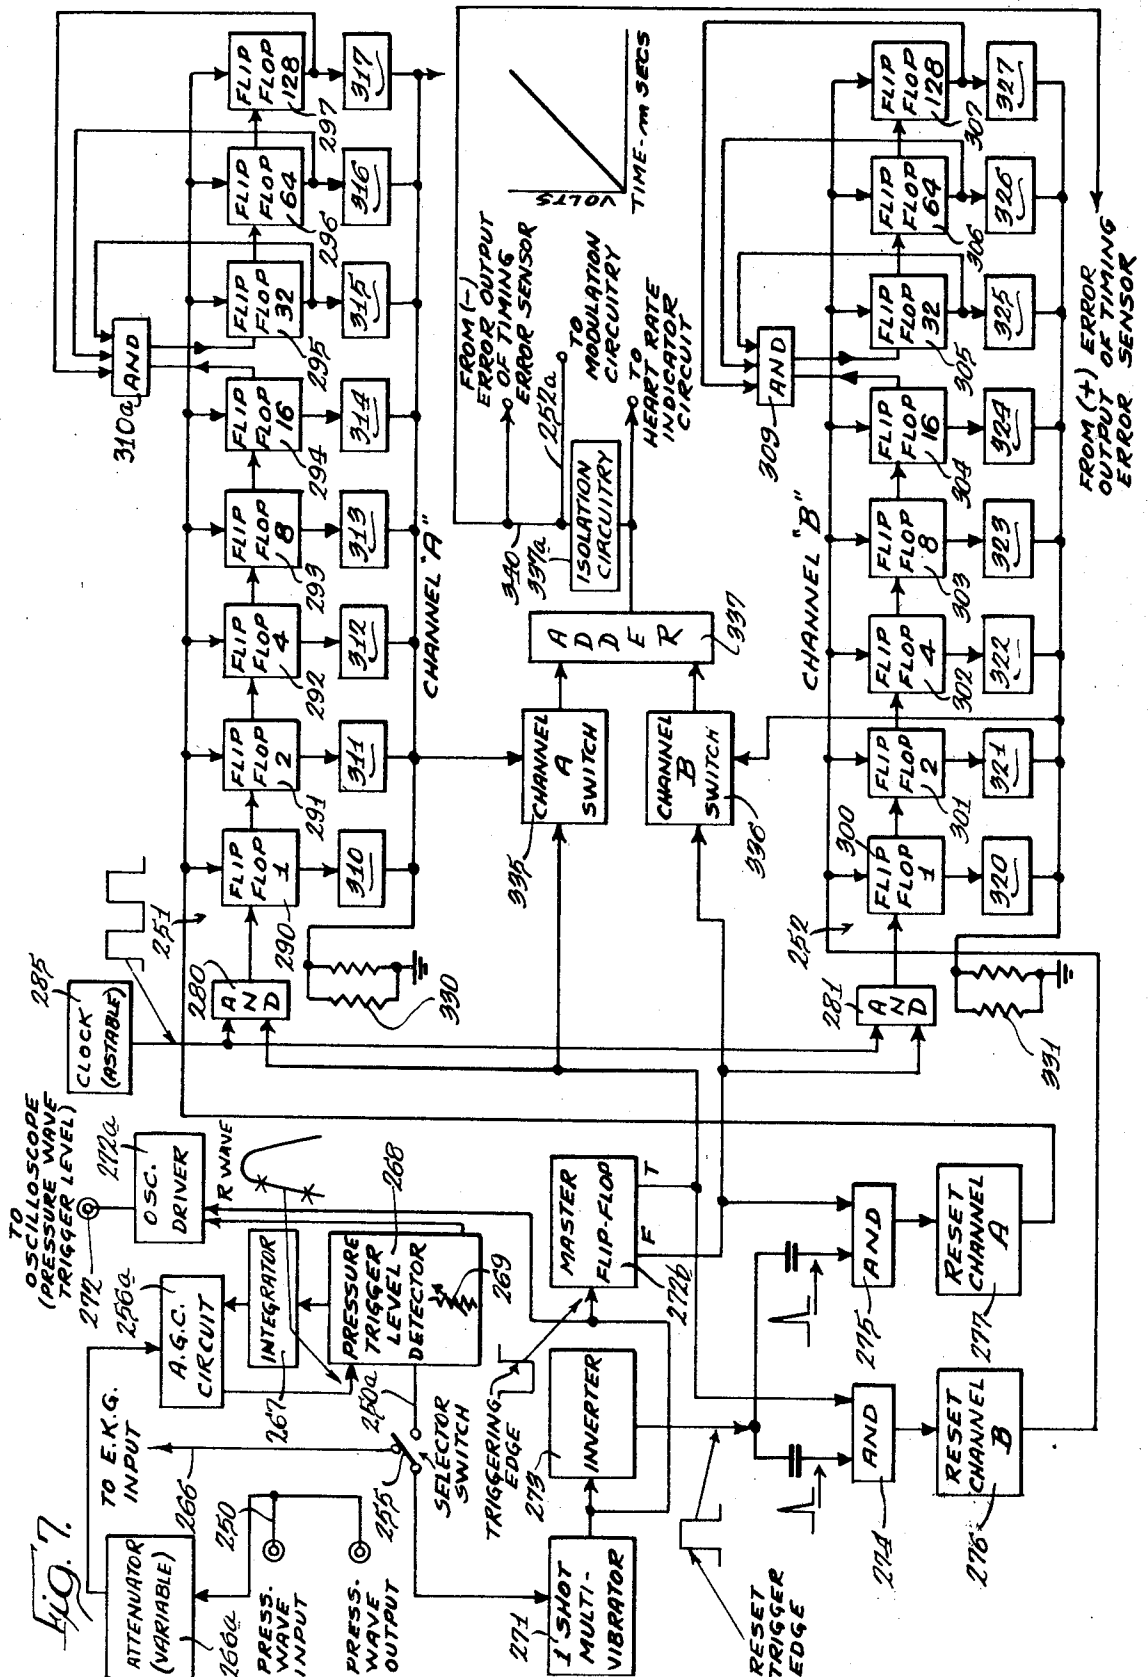 Fig. 7.
ATTENUATOR
(VARIABLE)
266a
PRESS.
WAVE
INPUT
250
PRESS.
WAVE
OUTPUT
TO E.K.G.
INPUT
266
255
SELECTOR
SWITCH
250a
A.G.C.
CIRCUIT
256a
INTEGRATOR
267
PRESSURE
TRIGGER
LEVEL
DETECTOR
268
269
R WAVE
TO
OSCILLOSCOPE
(PRESSURE WAVE
TRIGGER LEVEL)
272
OSC.
DRIVER
272a
CLOCK
(ASTABLE)
285
1 SHOT
MULTI-
VIBRATOR
271
INVERTER
273
TRIGGERING
EDGE
MASTER
FLIP-FLOP
F T
272b
RESET
TRIGGER
EDGE
AND
274
AND
275
RESET
CHANNEL
B
276
RESET
CHANNEL
A
277
251
AND
280
FLIP
FLOP
1
290
FLIP
FLOP
2
291
FLIP
FLOP
4
292
FLIP
FLOP
8
293
FLIP
FLOP
16
294
FLIP
FLOP
32
295
FLIP
FLOP
64
296
FLIP
FLOP
128
297
AND
310a
310
311
312
313
314
315
316
317
330
CHANNEL "A"
CHANNEL
A
SWITCH
335
CHANNEL
B
SWITCH
336
ADDER
337
ISOLATION
CIRCUITRY
337a
340
FROM (-)
ERROR OUTPUT
OF TIMING
ERROR SENSOR
252a
TO
MODULATION
CIRCUITRY
TO
HEART RATE
INDICATOR
CIRCUIT
VOLTS
TIME-m SECS
CHANNEL "B"
252
AND
281
FLIP
FLOP
1
300
FLIP
FLOP
2
301
FLIP
FLOP
4
302
FLIP
FLOP
8
303
FLIP
FLOP
16
304
FLIP
FLOP
32
305
FLIP
FLOP
64
306
FLIP
FLOP
128
307
AND
309
320
321
322
323
324
325
326
327
331
FROM (+) ERROR
OUTPUT OF TIMING
ERROR SENSOR